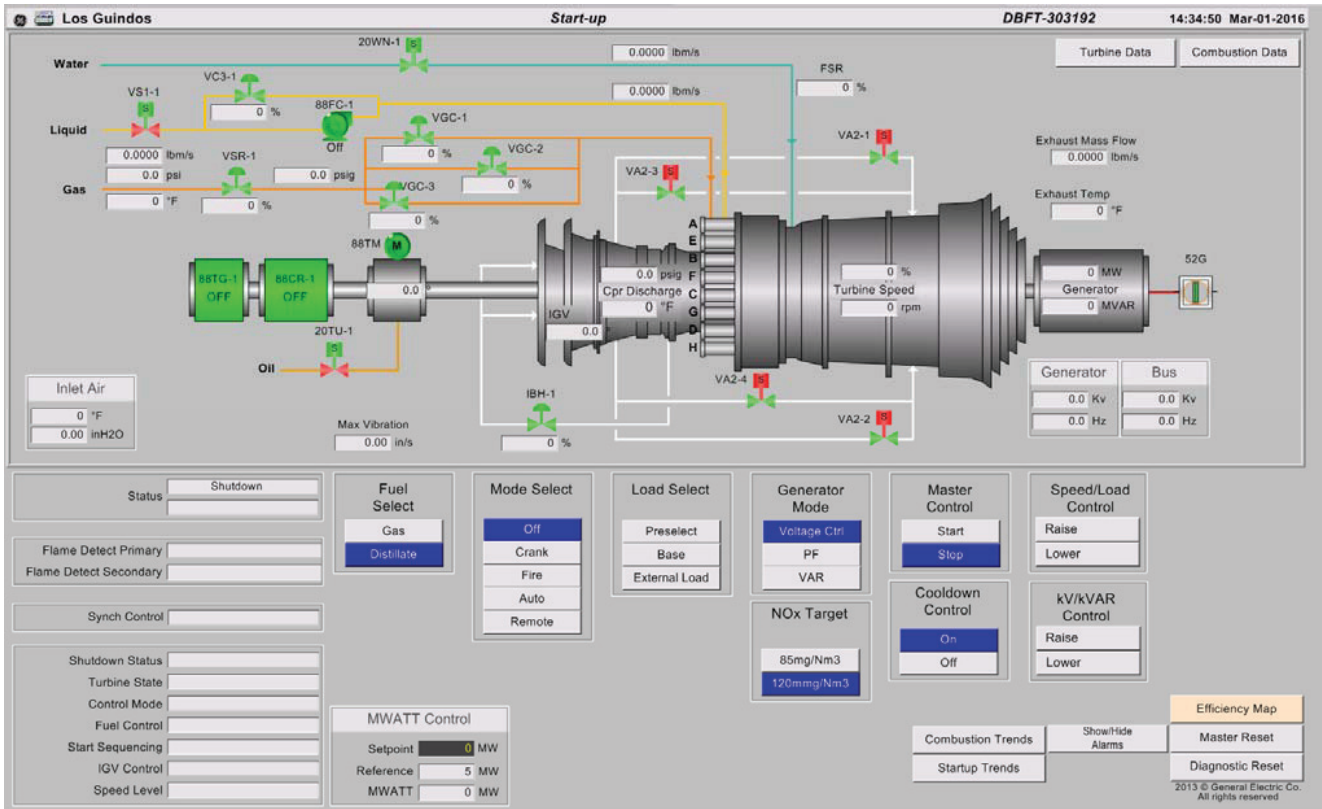 Los Guindos
Start-up
DBFT-303192
14:34:50 Mar-01-2016
Turbine Data
Combustion Data
Water
20WN-1
S
0.0000 lbm/s
FSR
0 %
VC3-1
0 %
VS1-1
S
88FC-1
Off
0.0000 lbm/s
Liquid
0.0000 lbm/s
0.0 psi
VSR-1
0.0 psig
VGC-1
0 %
VGC-2
0 %
Gas
0 °F
0 %
VGC-3
0 %
VA2-3
S
VA2-1
S
Exhaust Mass Flow
0.0000 lbm/s
Exhaust Temp
0 °F
88TM
M
88TG-1
OFF
88CR-1
OFF
0.0 °
A
E
B
F
C
G
D
H
0.0 psig
Cpr Discharge
0 °F
IGV
0.0 °
0 %
Turbine Speed
0 rpm
0 MW
Generator
0 MVAR
52G
20TU-1
S
Oil
Inlet Air
0 °F
0.00 inH2O
Max Vibration
0.00 in/s
IBH-1
0 %
VA2-4
S
VA2-2
S
Generator
0.0 Kv
0.0 Hz
Bus
0.0 Kv
0.0 Hz
Status
Shutdown
Flame Detect Primary
Flame Detect Secondary
Synch Control
Shutdown Status
Turbine State
Control Mode
Fuel Control
Start Sequencing
IGV Control
Speed Level
Fuel
Select
Gas
Distillate
Mode Select
Off
Crank
Fire
Auto
Remote
Load Select
Preselect
Base
External Load
Generator
Mode
Voltage Ctrl
PF
VAR
NOx Target
85mg/Nm3
120mmg/Nm3
Master
Control
Start
Stop
Cooldown
Control
On
Off
Speed/Load
Control
Raise
Lower
kV/kVAR
Control
Raise
Lower
MWATT Control
Setpoint 0 MW
Reference 5 MW
MWATT 0 MW
Combustion Trends
Startup Trends
Show/Hide
Alarms
Efficiency Map
Master Reset
Diagnostic Reset
2013 © General Electric Co.
All rights reserved